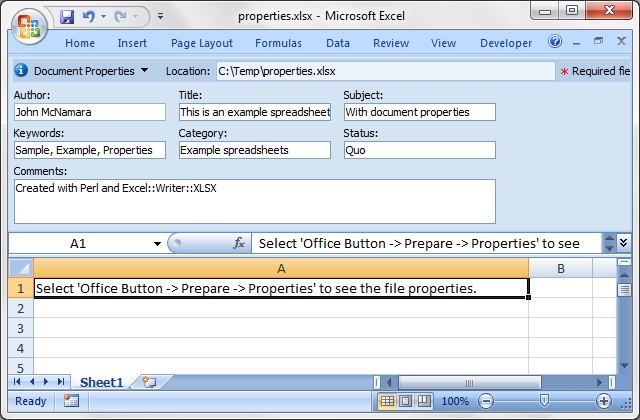 properties.xlsx - Microsoft Excel
Home Insert Page Layout Formulas Data Review View Developer
Document Properties Location: C:\Temp\properties.xlsx * Required fie
Author: Title: Subject:
John McNamara This is an example spreadsheet With document properties
Keywords: Category: Status:
Sample, Example, Properties Example spreadsheets Quo
Comments:
Created with Perl and Excel::Writer::XLSX
A1 fx Select 'Office Button -> Prepare -> Properties' to see
A B
1 Select 'Office Button -> Prepare -> Properties' to see the file properties.
2
3
4
5
Sheet1
Ready 100%